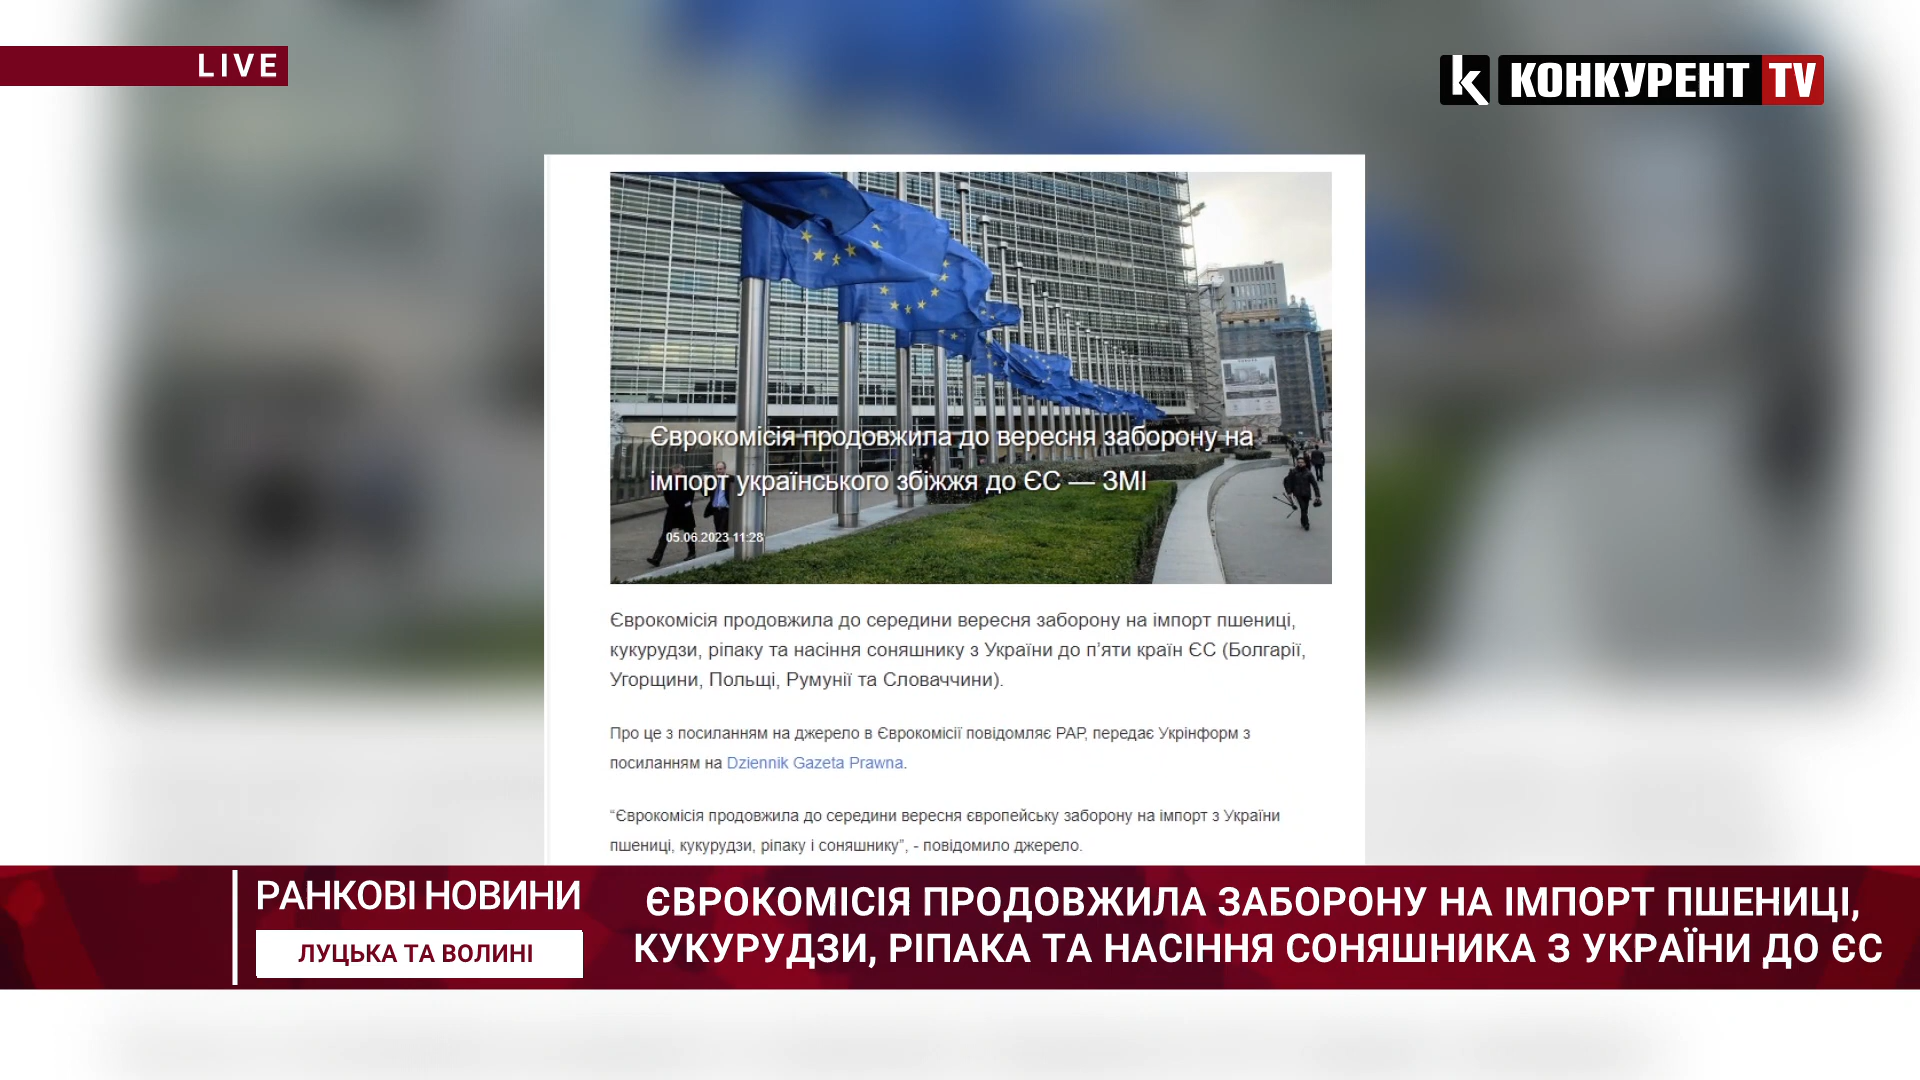 LIVE
k КОНКУРЕНТ TV
Єврокомісія продовжила до вересня заборону на
імпорт українського збіжжя до ЄС — ЗМІ
05.06.2023 11:28
Єврокомісія продовжила до середини вересня заборону на імпорт пшениці,
кукурудзи, ріпаку та насіння соняшнику з України до п’яти країн ЄС (Болгарії,
Угорщини, Польщі, Румунії та Словаччини).
Про це з посиланням на джерело в Єврокомісії повідомляє PAP, передає Укрінформ з
посиланням на Dziennik Gazeta Prawna.
“Єврокомісія продовжила до середини вересня європейську заборону на імпорт з України
пшениці, кукурудзи, ріпаку і соняшнику”, - повідомило джерело.
РАНКОВІ НОВИНИ
ЛУЦЬКА ТА ВОЛИНІ
ЄВРОКОМІСІЯ ПРОДОВЖИЛА ЗАБОРОНУ НА ІМПОРТ ПШЕНИЦІ,
КУКУРУДЗИ, РІПАКА ТА НАСІННЯ СОНЯШНИКА З УКРАЇНИ ДО ЄС